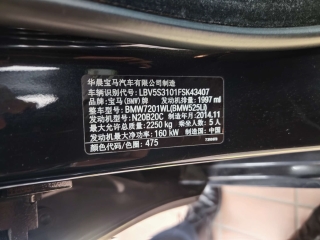 华晨宝马汽车有限公司制造
车辆识别代号: LBV5S3101FSK43407
品牌: 宝马(BMW)牌 发动机排量: 1997 ml
整车型号: BMW7201WL(BMW525Li)
发动机型号: N20B20C 制造年月: 2014.11
最大允许总质量: 2250 kg 乘坐人数: 5 人
发动机最大净功率: 160 kW 制造国: 中国
颜色代码/色圈: 475